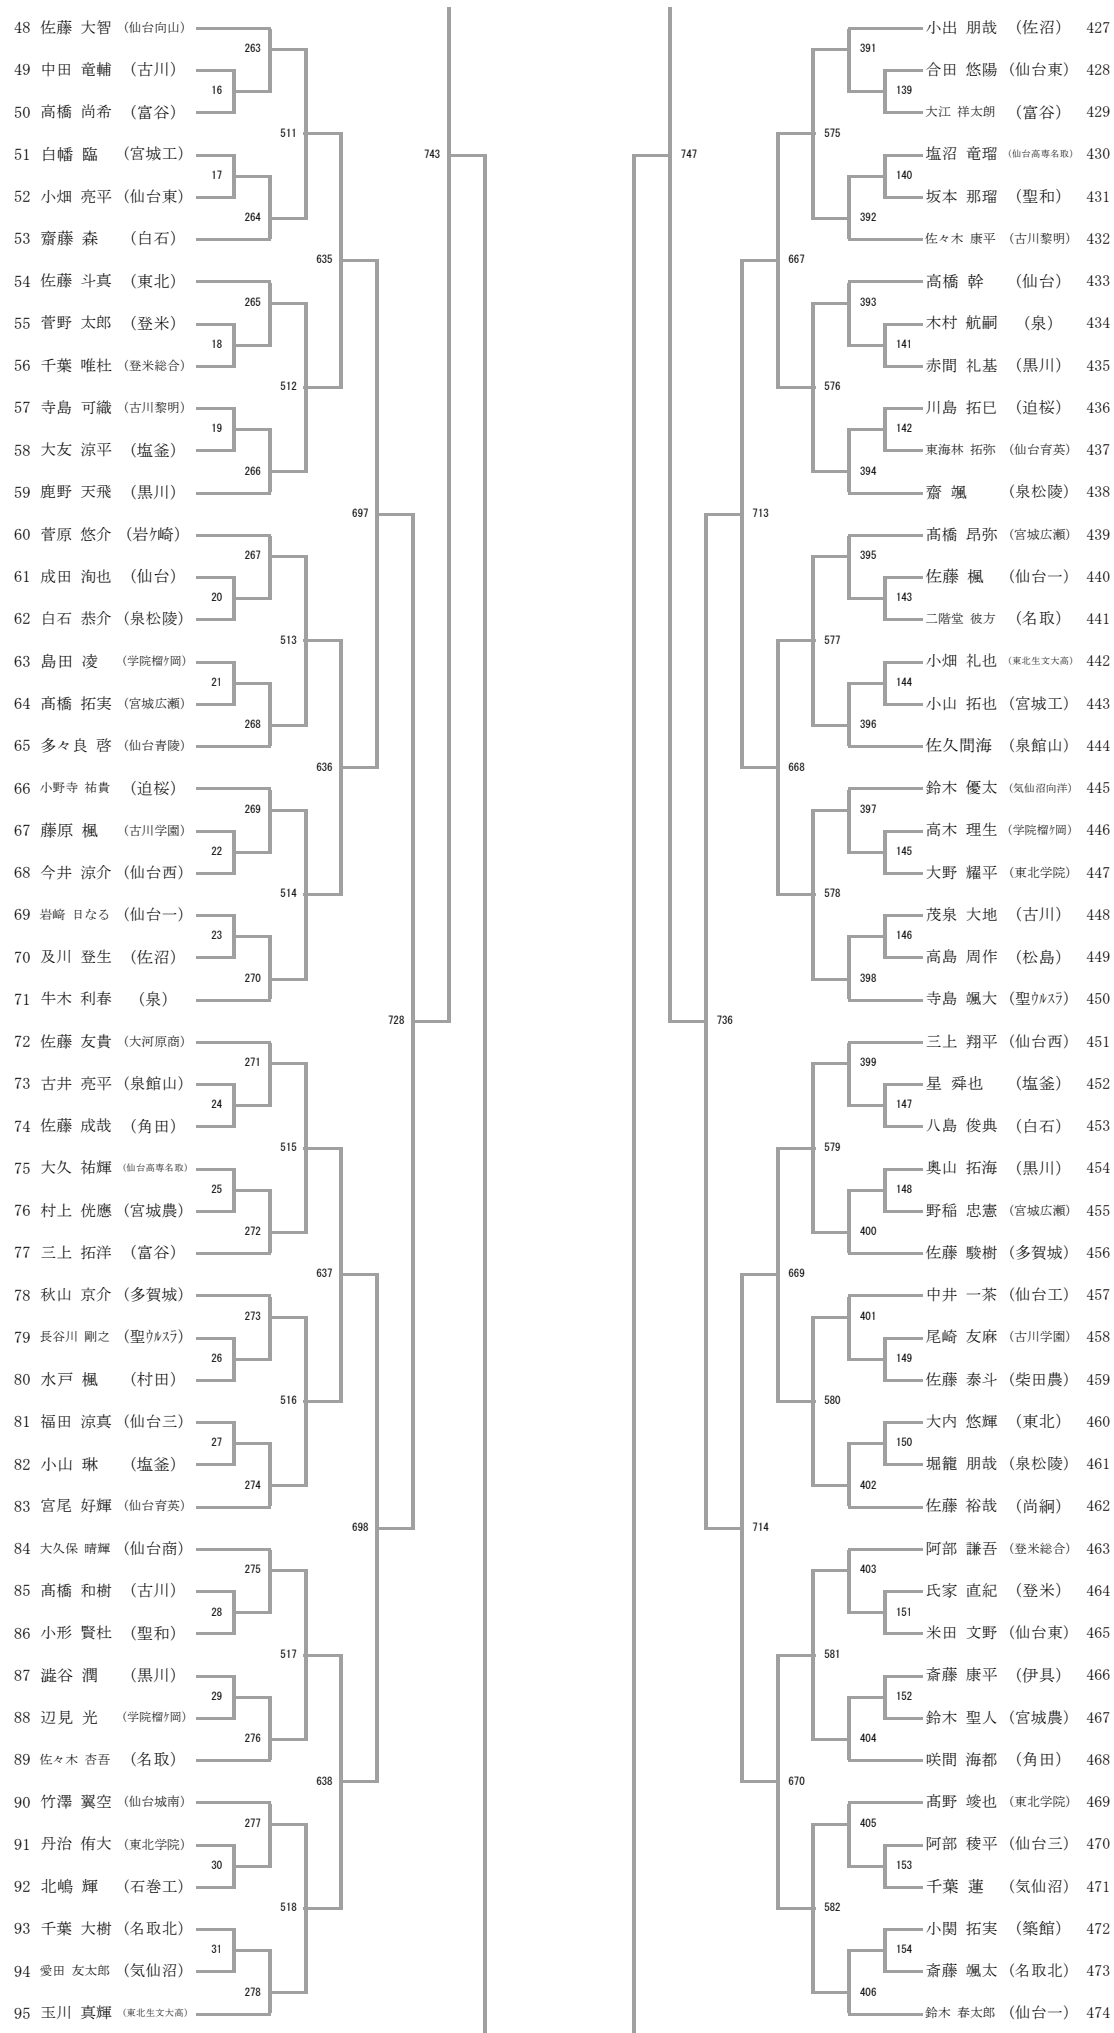 48 佐藤 大智 (仙台向山)
263
49 中田 竜輔 (古川)
16
50 高橋 尚希 (富谷)
511
51 白幡 臨 (宮城工)
17
52 小畑 亮平 (仙台東)
264
53 齋藤 森 (白石)
635
54 佐藤 斗真 (東北)
265
55 菅野 太郎 (登米)
18
56 千葉 唯杜 (登米総合)
512
57 寺島 可織 (古川黎明)
19
58 大友 涼平 (塩釜)
266
59 鹿野 天飛 (黒川)
697
60 菅原 悠介 (岩ケ崎)
267
61 成田 洵也 (仙台)
20
62 白石 恭介 (泉松陵)
513
63 島田 凌 (学院榴ケ岡)
21
64 髙橋 拓実 (宮城広瀬)
268
65 多々良 啓 (仙台青陵)
636
66 小野寺 祐貴 (迫桜)
269
67 藤原 楓 (古川学園)
22
68 今井 涼介 (仙台西)
514
69 岩崎 日なる (仙台一)
23
70 及川 登生 (佐沼)
270
71 牛木 利春 (泉)
728
743
72 佐藤 友貴 (大河原商)
271
73 古井 亮平 (泉館山)
24
74 佐藤 成哉 (角田)
515
75 大久 祐輝 (仙台高専名取)
25
76 村上 侊應 (宮城農)
272
77 三上 拓洋 (富谷)
637
78 秋山 京介 (多賀城)
273
79 長谷川 剛之 (聖ウルスラ)
26
80 水戸 楓 (村田)
516
81 福田 涼真 (仙台三)
27
82 小山 琳 (塩釜)
274
83 宮尾 好輝 (仙台育英)
698
84 大久保 晴輝 (仙台商)
275
85 髙橋 和樹 (古川)
28
86 小形 賢杜 (聖和)
517
87 澁谷 潤 (黒川)
29
88 辺見 光 (学院榴ケ岡)
276
89 佐々木 杏吾 (名取)
638
90 竹澤 翼空 (仙台城南)
277
91 丹治 侑大 (東北学院)
30
92 北嶋 輝 (石巻工)
518
93 千葉 大樹 (名取北)
31
94 愛田 友太郎 (気仙沼)
278
95 玉川 真輝 (東北生文大高)
小出 朋哉 (佐沼) 427
391
合田 悠陽 (仙台東) 428
139
大江 祥太朗 (富谷) 429
575
747
塩沼 竜瑠 (仙台高専名取) 430
140
坂本 那瑠 (聖和) 431
392
佐々木 康平 (古川黎明) 432
667
高橋 幹 (仙台) 433
393
木村 航嗣 (泉) 434
141
赤間 礼基 (黒川) 435
576
川島 拓巳 (迫桜) 436
142
東海林 拓弥 (仙台育英) 437
394
齋 颯 (泉松陵) 438
713
髙橋 昂弥 (宮城広瀬) 439
395
佐藤 楓 (仙台一) 440
143
二階堂 彼方 (名取) 441
577
小畑 礼也 (東北生文大高) 442
144
小山 拓也 (宮城工) 443
396
佐久間海 (泉館山) 444
668
鈴木 優太 (気仙沼向洋) 445
397
高木 理生 (学院榴ケ岡) 446
145
大野 耀平 (東北学院) 447
578
茂泉 大地 (古川) 448
146
高島 周作 (松島) 449
398
寺島 颯大 (聖ウルスラ) 450
736
三上 翔平 (仙台西) 451
399
星 舜也 (塩釜) 452
147
八島 俊典 (白石) 453
579
奥山 拓海 (黒川) 454
148
野稲 忠憲 (宮城広瀬) 455
400
佐藤 駿樹 (多賀城) 456
669
中井 一茶 (仙台工) 457
401
尾崎 友麻 (古川学園) 458
149
佐藤 泰斗 (柴田農) 459
580
大内 悠輝 (東北) 460
150
堀籠 朋哉 (泉松陵) 461
402
佐藤 裕哉 (尚絅) 462
714
阿部 謙吾 (登米総合) 463
403
氏家 直紀 (登米) 464
151
米田 文野 (仙台東) 465
581
斎藤 康平 (伊具) 466
152
鈴木 聖人 (宮城農) 467
404
咲間 海都 (角田) 468
670
髙野 竣也 (東北学院) 469
405
阿部 稜平 (仙台三) 470
153
千葉 蓮 (気仙沼) 471
582
小関 拓実 (築館) 472
154
斎藤 颯太 (名取北) 473
406
鈴木 春太郎 (仙台一) 474